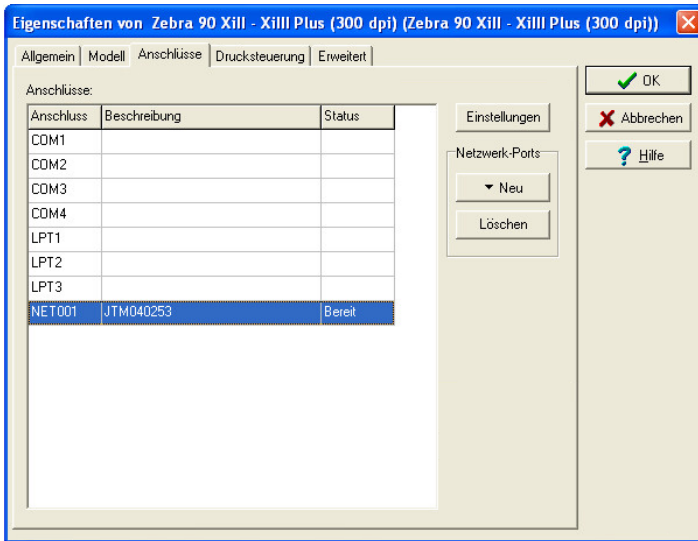 Eigenschaften von Zebra 90 XiII - XiIII Plus (300 dpi) (Zebra 90 XiII - XiIII Plus (300 dpi))
Allgemein Modell Anschlüsse Drucksteuerung Erweitert
OK
Abbrechen
Hilfe
Anschlüsse:
Anschluss Beschreibung Status
COM1
COM2
COM3
COM4
LPT1
LPT2
LPT3
NET001 JTM040253 Bereit
Einstellungen
Netzwerk-Ports
Neu
Löschen